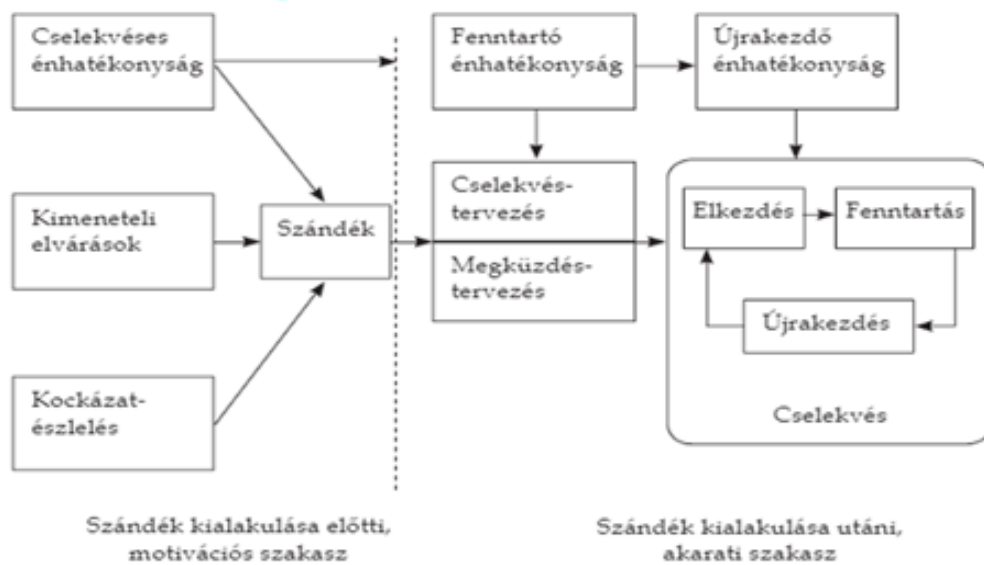 Cselekvéses
énhatékonyság
Fenntartó
énhatékonyság
Újrakezdő
énhatékonyság
Kimeneteli
elvárások
Szándék
Cselekvés-
tervezés
Megküzdés-
tervezés
Elkezdés
Fenntartás
Újrakezdés
Cselekvés
Kockázat-
észlelés
Szándék kialakulása előtti,
motivációs szakasz
Szándék kialakulása utáni,
akarati szakasz